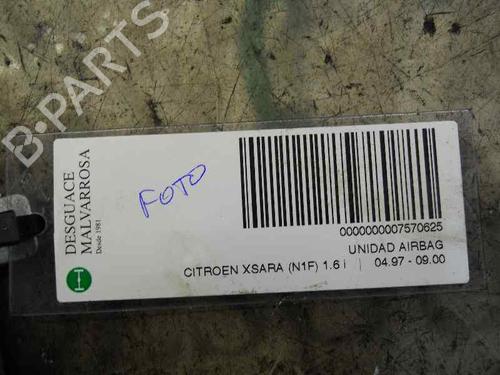 B-PARTS
DESGUACE
MALVARROSA
Desde 1981
FOTO
0000000007570625
UNIDAD AIRBAG
CITROEN XSARA (N1F) 1.6 i | 04.97 - 09.00